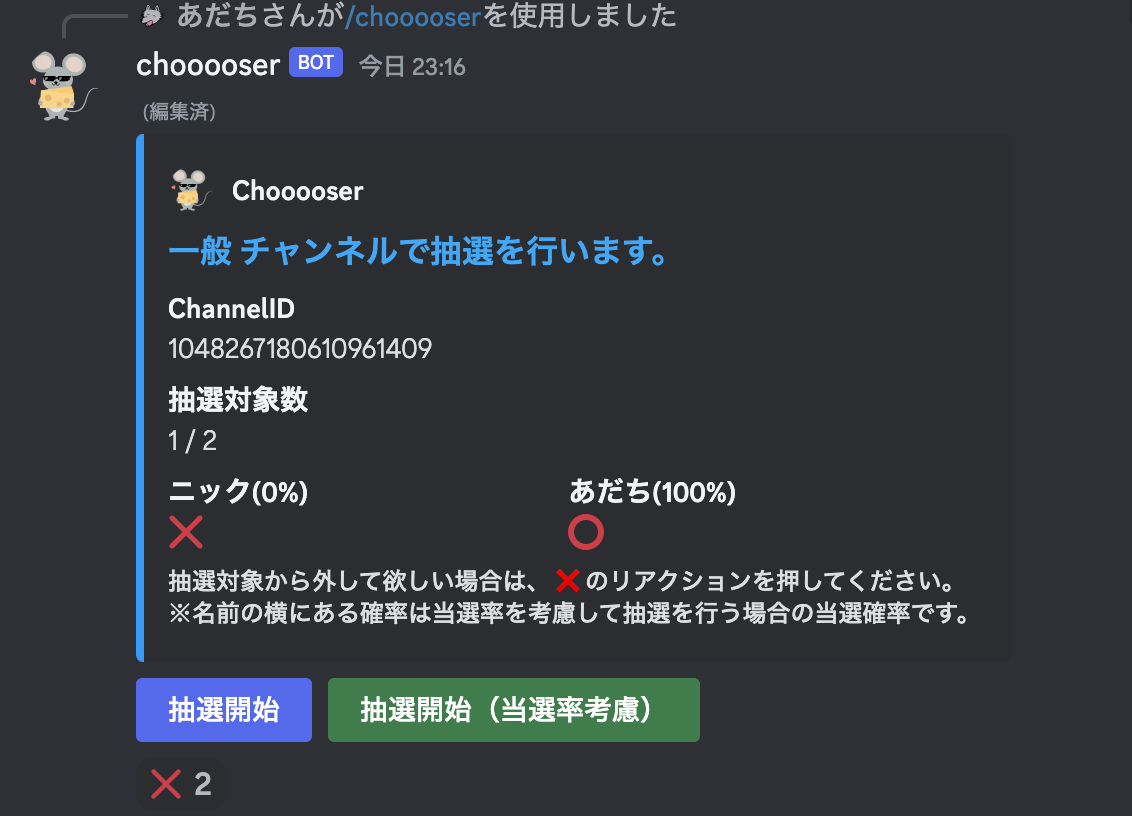 あだちさんが/chooooserを使用しました
chooooser BOT 今日 23:16
(編集済)
Chooooser
一般 チャンネルで抽選を行います。
ChannelID
1048267180610961409
抽選対象数
1 / 2
ニック(0%) あだち(100%)
❌ ⭕
抽選対象から外して欲しい場合は、❌のリアクションを押してください。
※名前の横にある確率は当選率を考慮して抽選を行う場合の当選確率です。
抽選開始 抽選開始（当選率考慮）
❌ 2